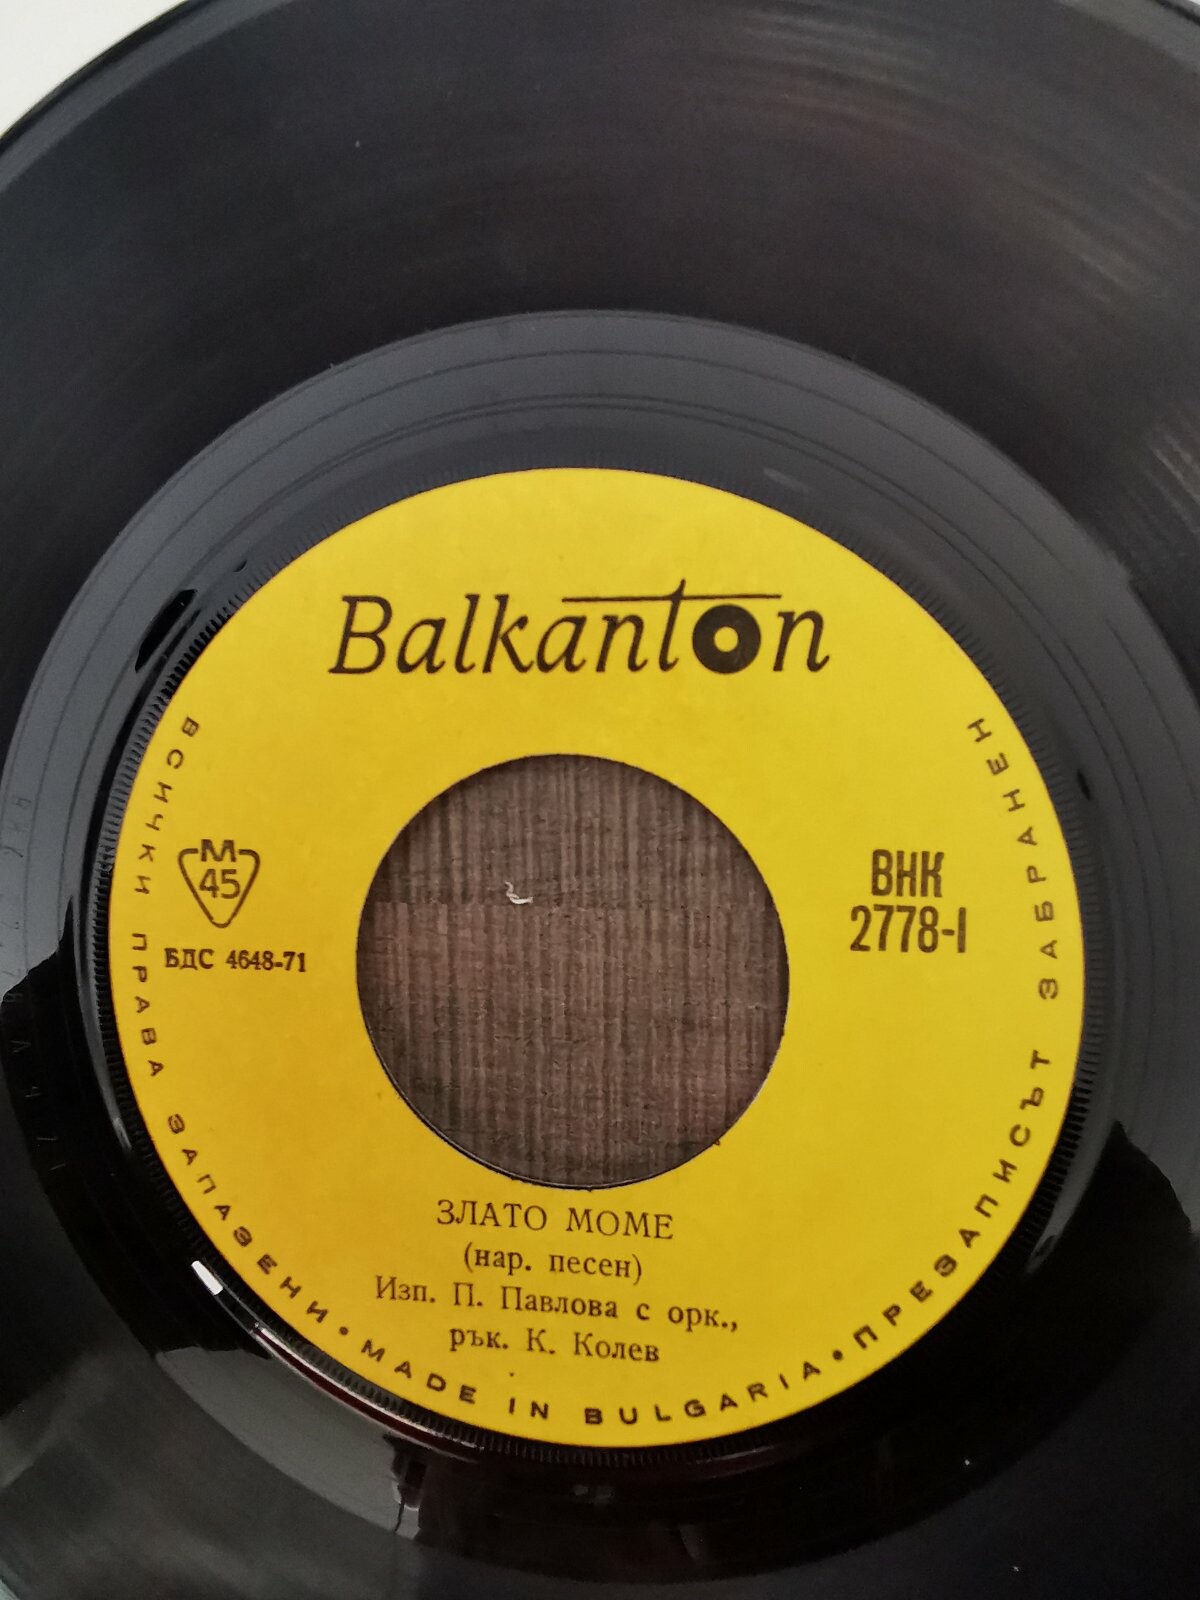 Balkanton
M
45
БДС 4648-71
ВНК
2778-I
ЗЛАТО МОМЕ
(нар. песен)
Изп. П. Павлова с орк.,
рък. К. Колев
ВСИЧКИ ПРАВА ЗАПАЗЕНИ • MADE IN BULGARIA • ПРЕЗАПИСЪТ ЗАБРАНЕН